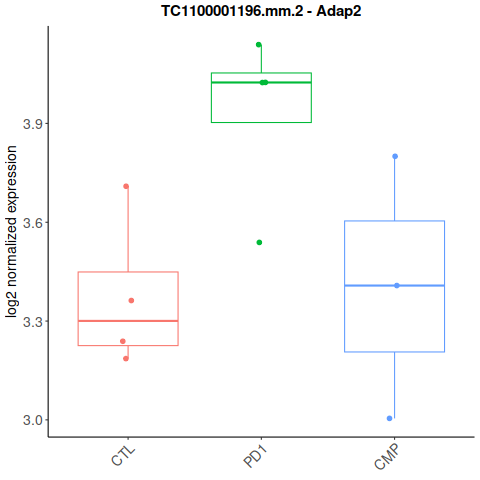 TC1100001196.mm.2 - Adap2
log2 normalized expression
3.9
3.6
3.3
3.0
CTL
PD1
CMP